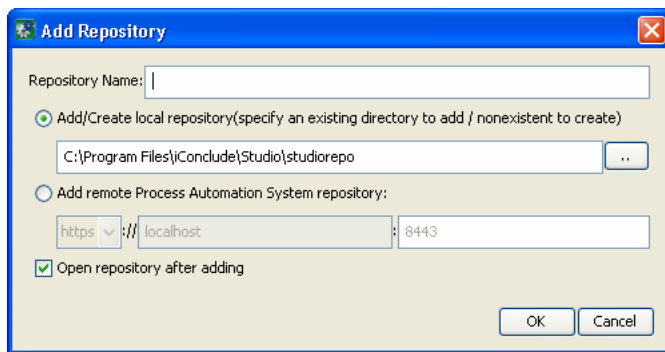 Add Repository
Repository Name:
Add/Create local repository(specify an existing directory to add / nonexistent to create)
C:\Program Files\iConclude\Studio\studiorepo
..
Add remote Process Automation System repository:
https :// localhost : 8443
Open repository after adding
OK Cancel